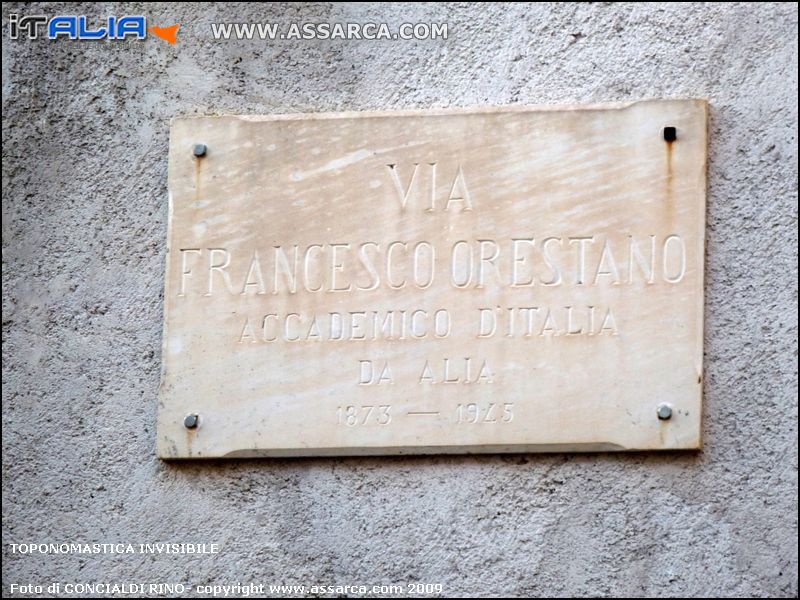 iTALIA WWW.ASSARCA.COM
VIA
FRANCESCO ORESTANO
ACCADEMICO D'ITALIA
DA ALIA
1873 — 1945
TOPONOMASTICA INVISIBILE
Foto di CONCIALDI RINO- copyright www.assarca.com 2009